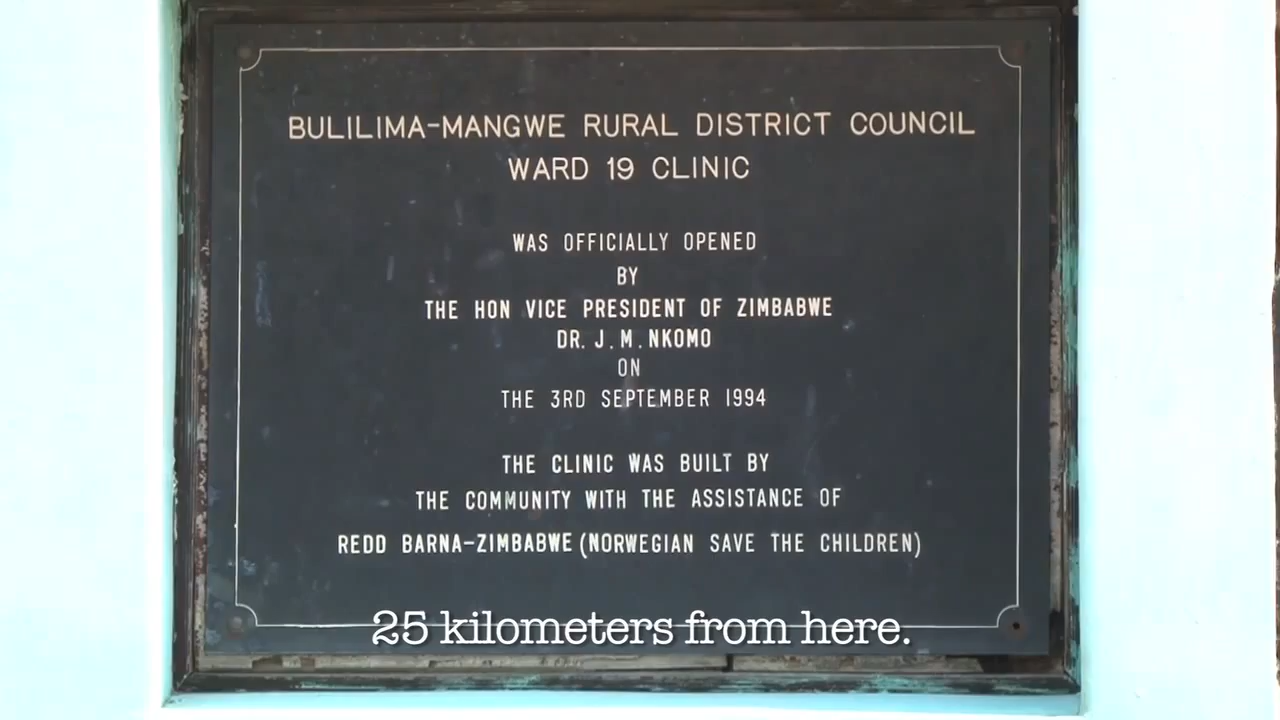 BULILIMA-MANGWE RURAL DISTRICT COUNCIL
WARD 19 CLINIC
WAS OFFICIALLY OPENED
BY
THE HON VICE PRESIDENT OF ZIMBABWE
DR. J. M. NKOMO
ON
THE 3RD SEPTEMBER 1994
THE CLINIC WAS BUILT BY
THE COMMUNITY WITH THE ASSISTANCE OF
REDD BARNA-ZIMBABWE (NORWEGIAN SAVE THE CHILDREN)
25 kilometers from here.